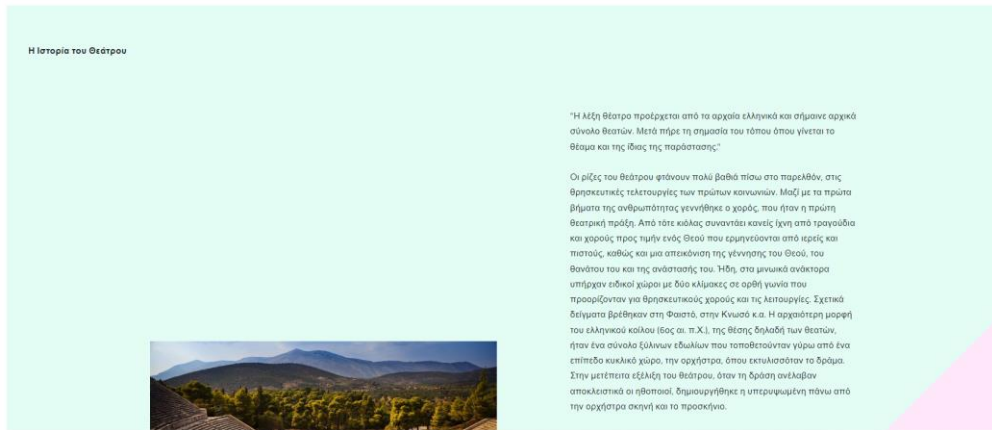 Η Ιστορία του Θεάτρου
"Η λέξη θέατρο προέρχεται από τα αρχαία ελληνικά και σήμαινε αρχικά
σύνολο θεατών. Μετά πήρε τη σημασία του τόπου όπου γίνεται το
θέαμα και της ίδιας της παράστασης."
Οι ρίζες του θεάτρου φτάνουν πολύ βαθιά πίσω στο παρελθόν, στις
θρησκευτικές τελετουργίες των πρώτων κοινωνιών. Μαζί με τα πρώτα
βήματα της ανθρωπότητας γεννήθηκε ο χορός, που ήταν η πρώτη
θεατρική πράξη. Από τότε κιόλας συναντάει κανείς ίχνη από τραγούδια
και χορούς προς τιμήν ενός Θεού που ερμηνεύονται από ιερείς και
πιστούς, καθώς και μια απεικόνιση της γέννησης του Θεού, του
θανάτου του και της ανάστασής του. Ήδη, στα μινωικά ανάκτορα
υπήρχαν ειδικοί χώροι με δύο κλίμακες σε ορθή γωνία που
προορίζονταν για θρησκευτικούς χορούς και τις λειτουργίες. Σχετικά
δείγματα βρέθηκαν στη Φαιστό, στην Κνωσό κ.α. Η αρχαιότερη μορφή
του ελληνικού κοίλου (6ος αι. π.Χ.), της θέσης δηλαδή των θεατών,
ήταν ένα σύνολο ξύλινων εδωλίων που τοποθετούνταν γύρω από ένα
επίπεδο κυκλικό χώρο, την ορχήστρα, όπου εκτυλισσόταν το δράμα.
Στην μετέπειτα εξέλιξη του θεάτρου, όταν τη δράση ανέλαβαν
αποκλειστικά οι ηθοποιοί, δημιουργήθηκε η υπερυψωμένη πάνω από
την ορχήστρα σκηνή και το προσκήνιο.